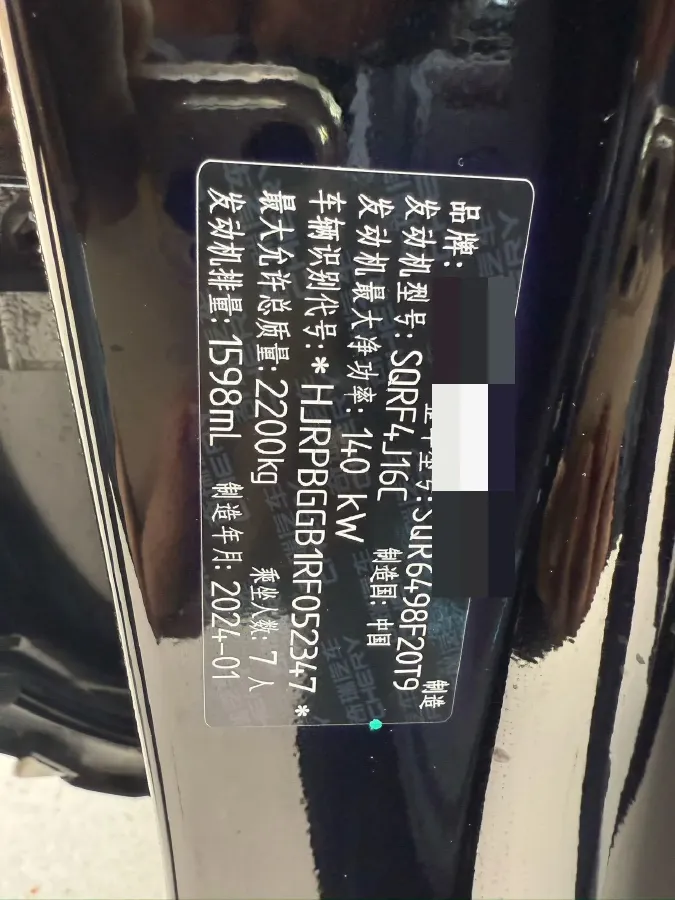 品牌:
号:SQR6498F20T9 制造
发动机型号:SQRF4J16C
发动机最大净功率:140 kW 制造国:中国
车辆识别代号:*HJRPBGGB1RF052347*
最大允许总质量:2200kg 乘坐人数:7人
发动机排量:1598mL 制造年月:2024-01